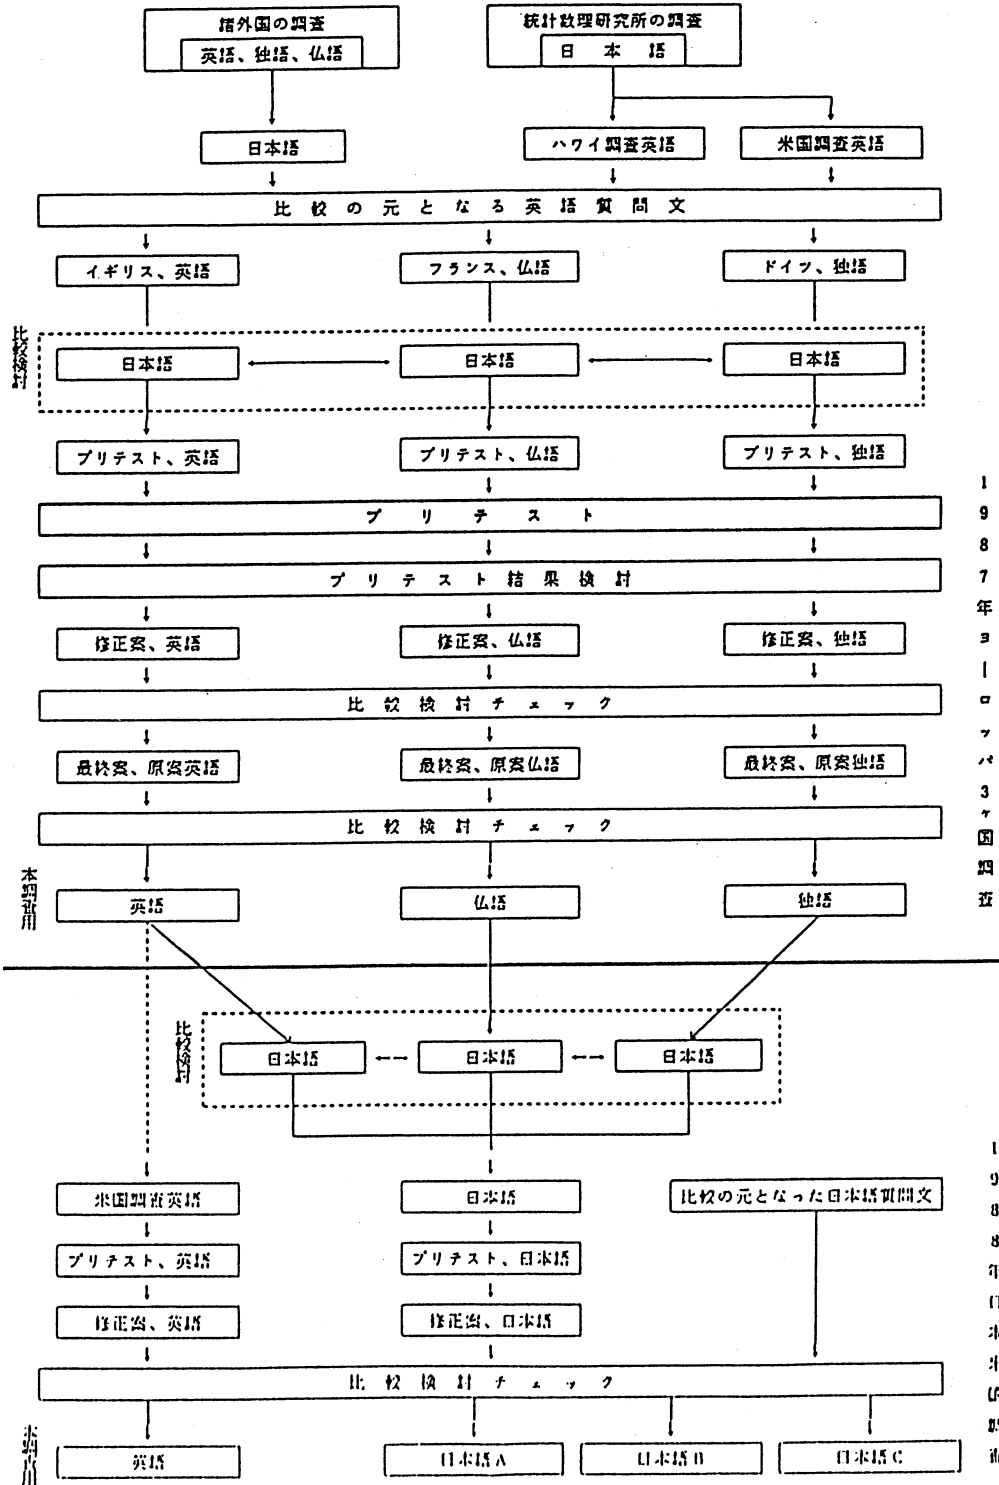 諸外国の調査
英語、独語、仏語
統計数理研究所の調査
日本語
日本語
ハワイ調査英語
米国調査英語
比較の元となる英語質問文
イギリス、英語
フランス、仏語
ドイツ、独語
比較検討
日本語
日本語
日本語
プリテスト、英語
プリテスト、仏語
プリテスト、独語
プリテスト
プリテスト結果検討
修正案、英語
修正案、仏語
修正案、独語
比較検討チェック
最終案、原案英語
最終案、原案仏語
最終案、原案独語
比較検討チェック
本調査用
英語
仏語
独語
1987年ヨーロッパ3ヶ国調査
比較検討
日本語
日本語
日本語
米国調査英語
日本語
比較の元となった日本語質問文
プリテスト、英語
プリテスト、日本語
修正案、英語
修正案、日本語
比較検討チェック
英語
日本語A
日本語B
日本語C